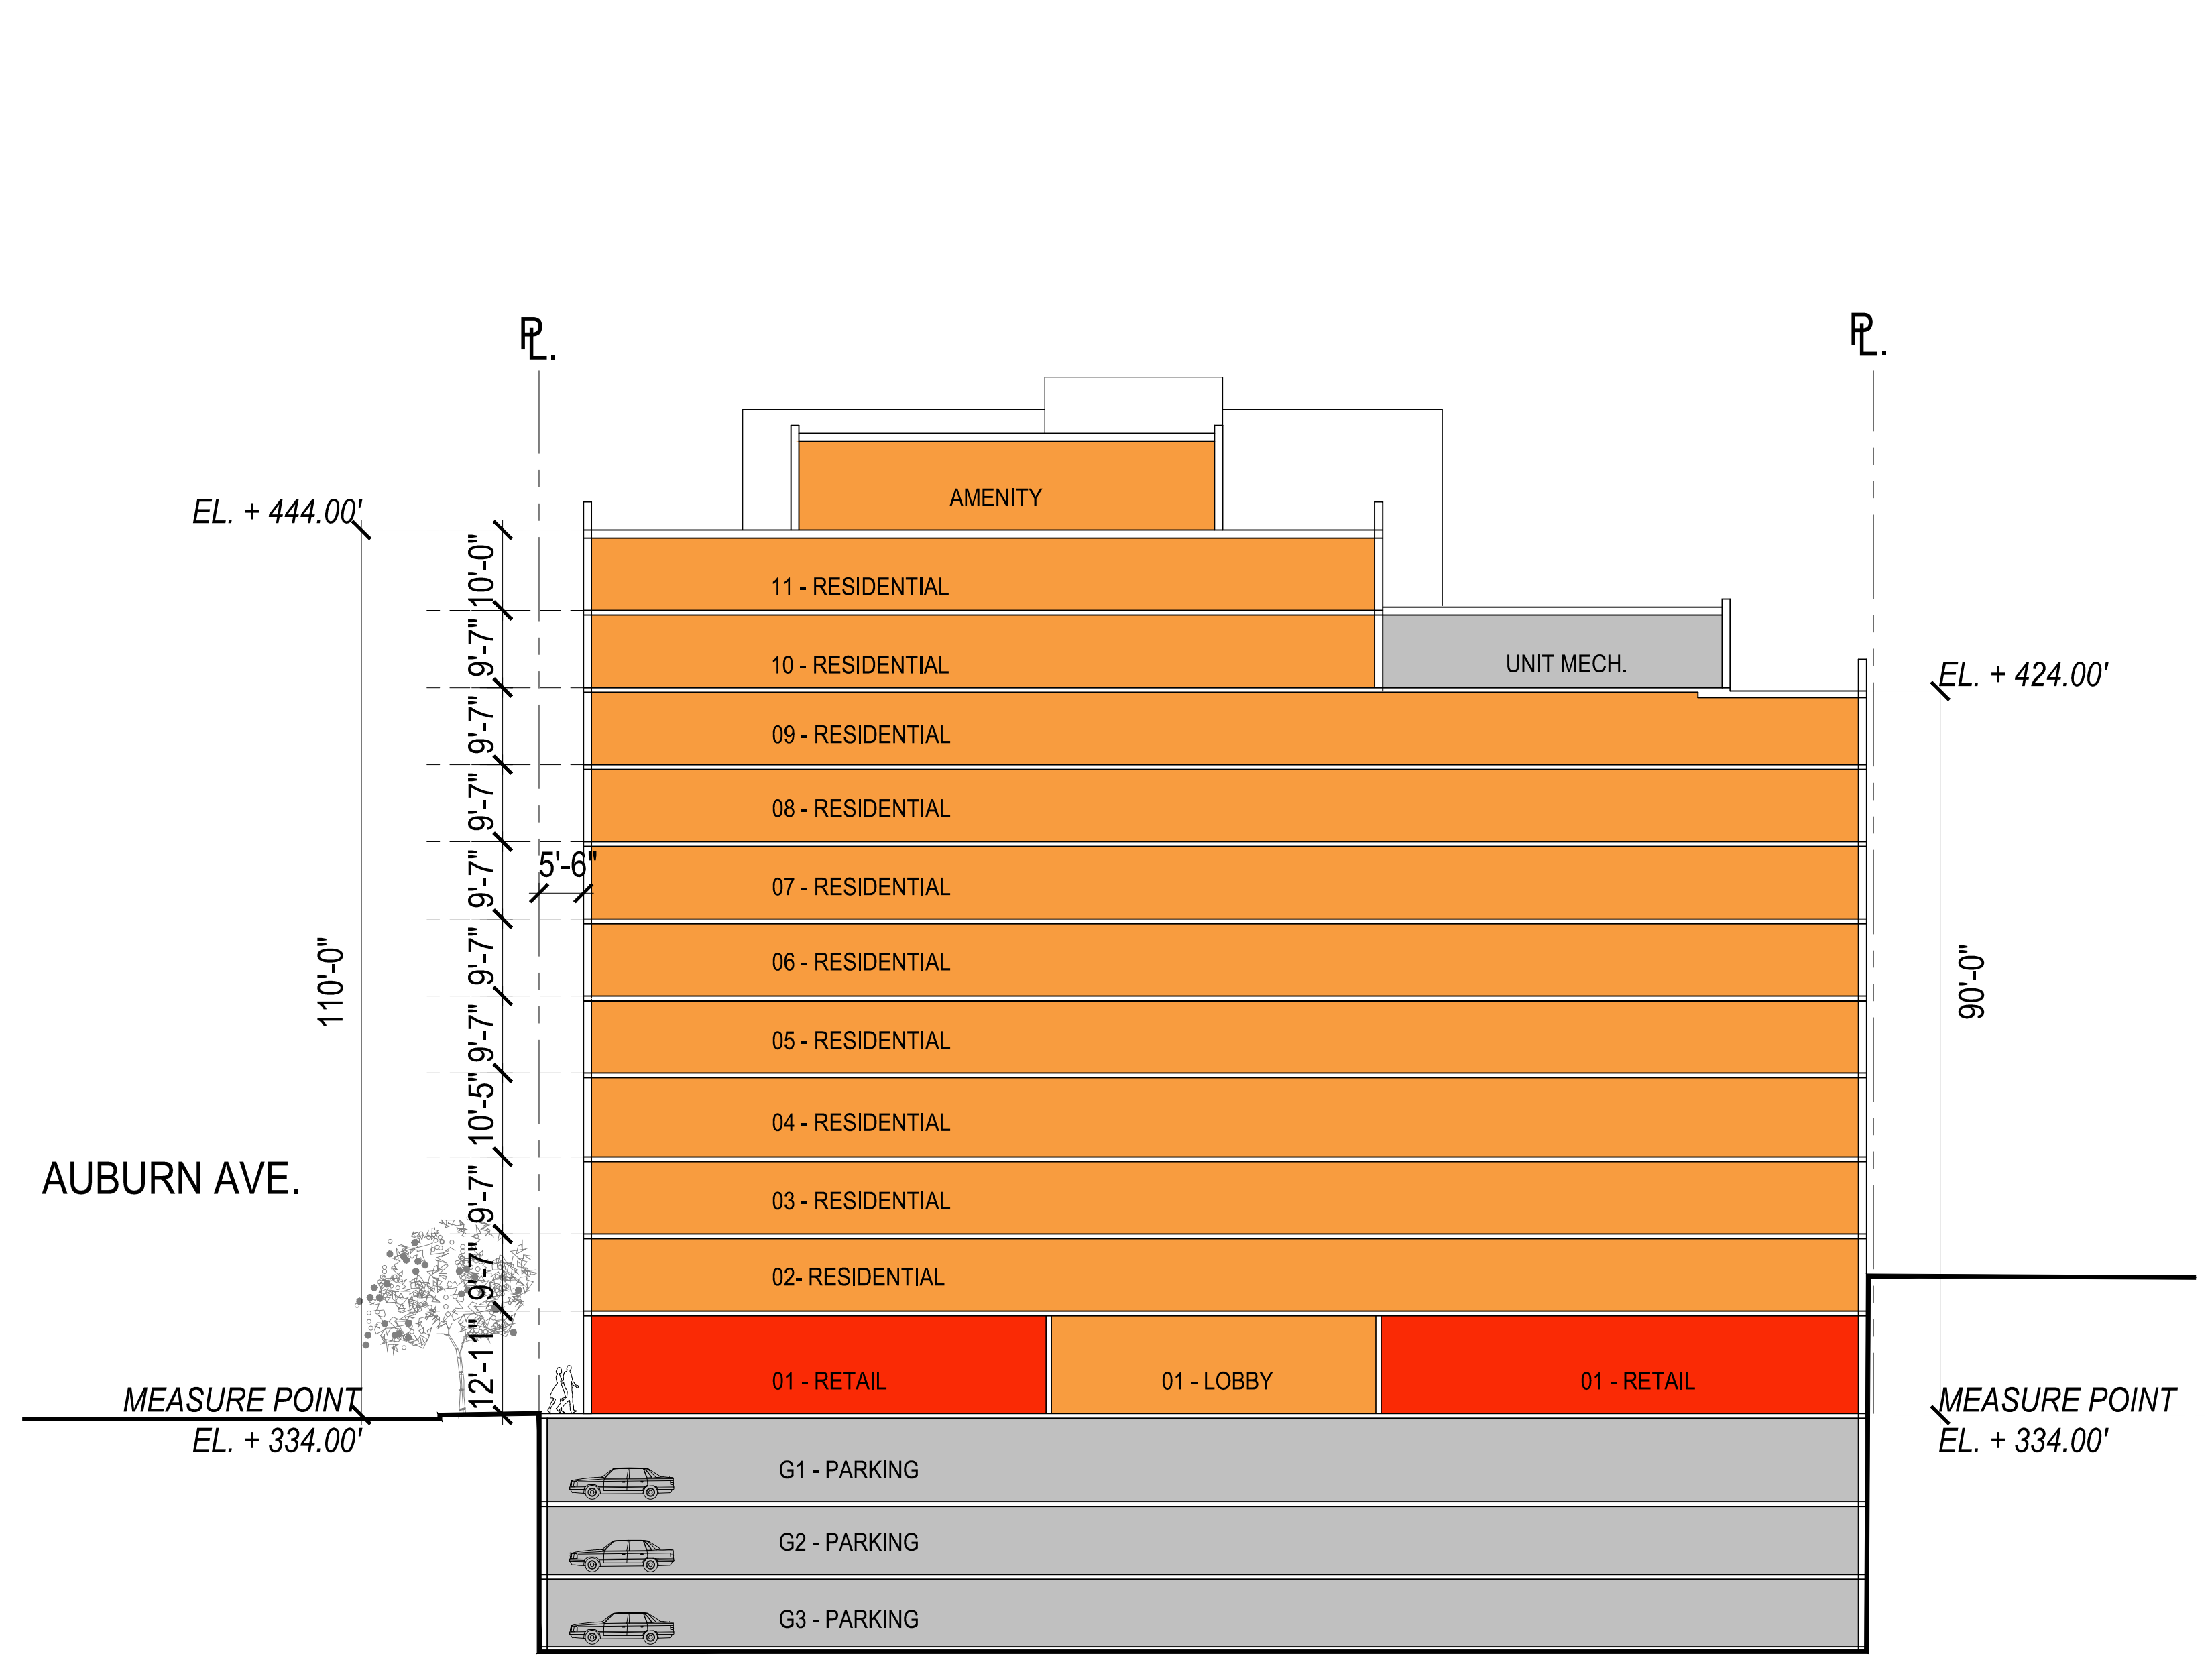 PL.
PL.
AMENITY
EL. + 444.00'
10'-0"
11 - RESIDENTIAL
9'-7"
10 - RESIDENTIAL
UNIT MECH.
EL. + 424.00'
9'-7"
09 - RESIDENTIAL
9'-7"
08 - RESIDENTIAL
5'-6"
9'-7"
07 - RESIDENTIAL
9'-7"
06 - RESIDENTIAL
110'-0"
90'-0"
9'-7"
05 - RESIDENTIAL
10'-5"
04 - RESIDENTIAL
AUBURN AVE.
9'-7"
03 - RESIDENTIAL
9'-7"
02- RESIDENTIAL
12'-11"
01 - RETAIL
01 - LOBBY
01 - RETAIL
MEASURE POINT
EL. + 334.00'
MEASURE POINT
EL. + 334.00'
G1 - PARKING
G2 - PARKING
G3 - PARKING